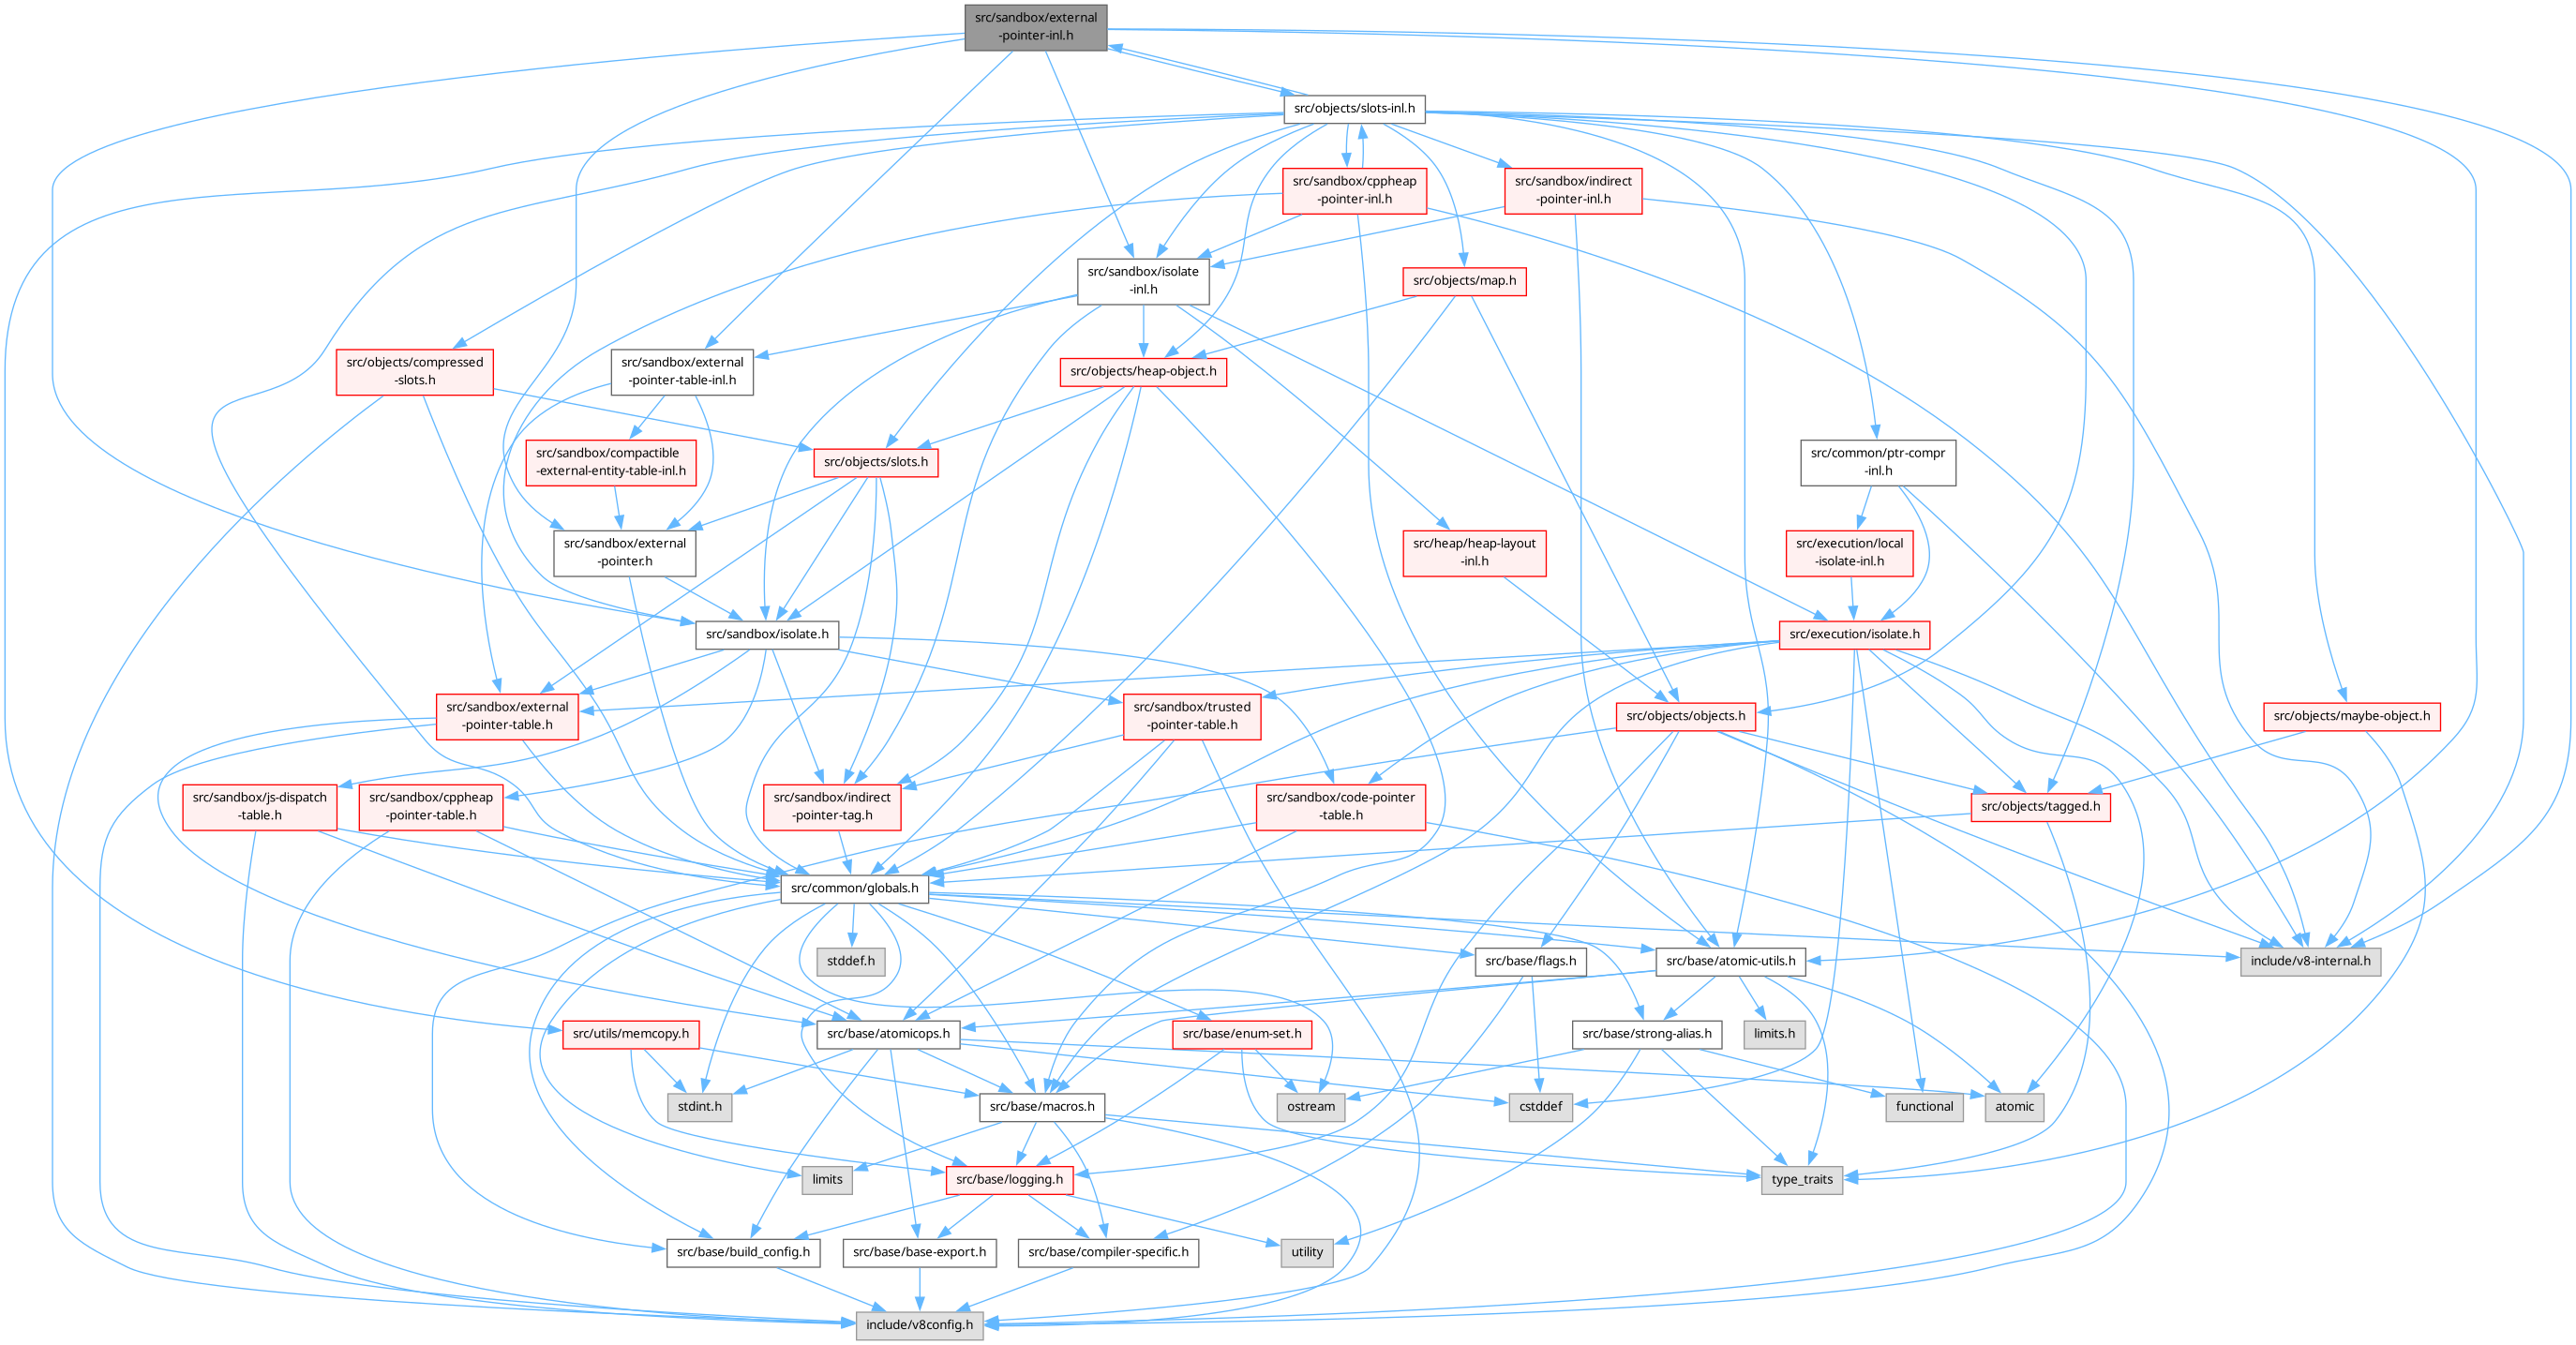 src/sandbox/external
-pointer-inl.h
src/objects/slots-inl.h
src/sandbox/cppheap
-pointer-inl.h
src/sandbox/indirect
-pointer-inl.h
src/sandbox/isolate
-inl.h
src/objects/map.h
src/objects/compressed
-slots.h
src/sandbox/external
-pointer-table-inl.h
src/objects/heap-object.h
src/sandbox/compactible
-external-entity-table-inl.h
src/objects/slots.h
src/common/ptr-compr
-inl.h
src/sandbox/external
-pointer.h
src/heap/heap-layout
-inl.h
src/execution/local
-isolate-inl.h
src/sandbox/isolate.h
src/execution/isolate.h
src/sandbox/external
-pointer-table.h
src/sandbox/trusted
-pointer-table.h
src/objects/objects.h
src/objects/maybe-object.h
src/sandbox/js-dispatch
-table.h
src/sandbox/cppheap
-pointer-table.h
src/sandbox/indirect
-pointer-tag.h
src/sandbox/code-pointer
-table.h
src/objects/tagged.h
src/common/globals.h
stddef.h
src/base/flags.h
src/base/atomic-utils.h
include/v8-internal.h
src/utils/memcopy.h
src/base/atomicops.h
src/base/enum-set.h
src/base/strong-alias.h
limits.h
stdint.h
src/base/macros.h
ostream
cstddef
functional
atomic
limits
src/base/logging.h
type_traits
src/base/build_config.h
src/base/base-export.h
src/base/compiler-specific.h
utility
include/v8config.h